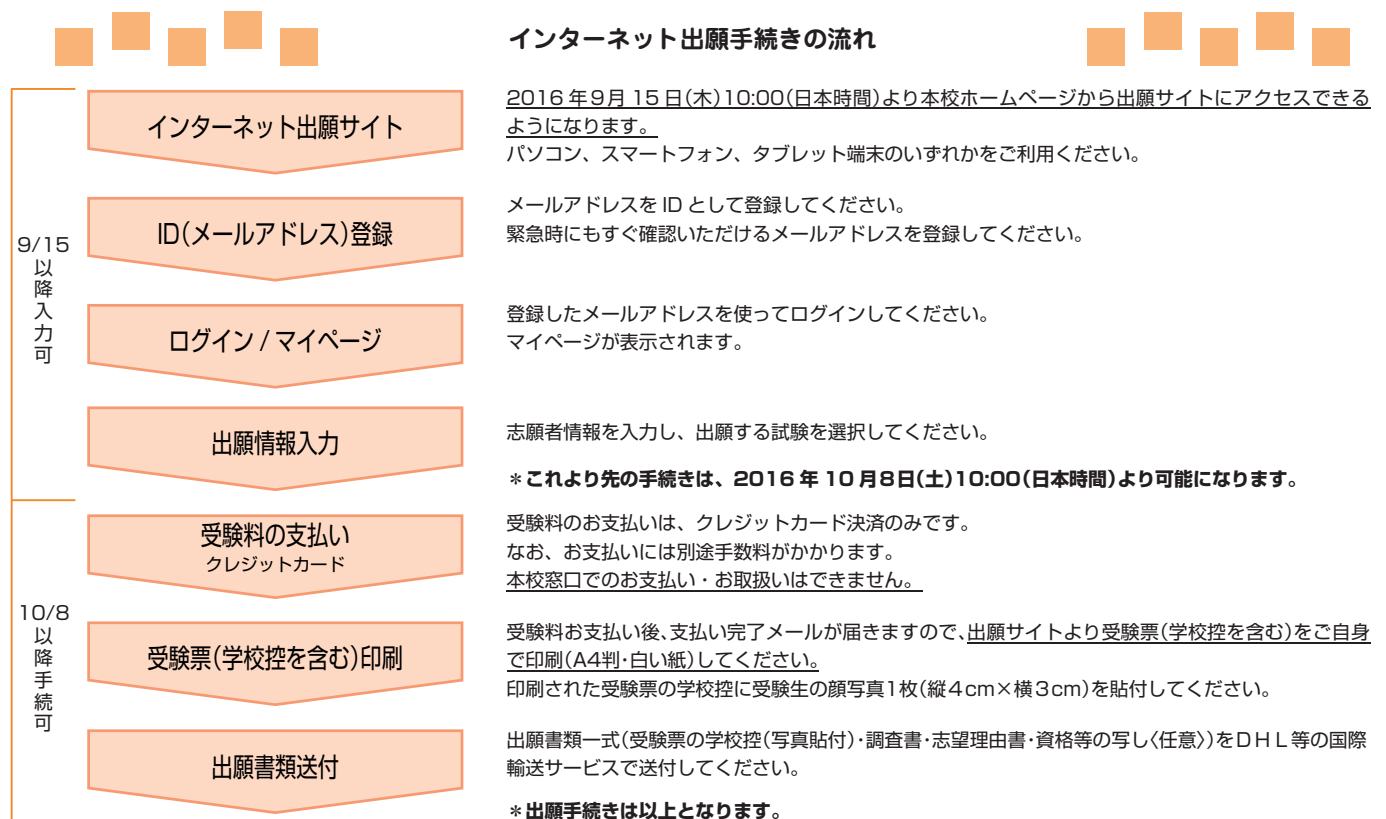 インターネット出願手続きの流れ
9/15以降入力可
インターネット出願サイト
2016年9月15日(木)10:00(日本時間)より本校ホームページから出願サイトにアクセスできる
ようになります。
パソコン、スマートフォン、タブレット端末のいずれかをご利用ください。
ID(メールアドレス)登録
メールアドレスを ID として登録してください。
緊急時にもすぐ確認いただけるメールアドレスを登録してください。
ログイン / マイページ
登録したメールアドレスを使ってログインしてください。
マイページが表示されます。
出願情報入力
志願者情報を入力し、出願する試験を選択してください。
＊これより先の手続きは、2016年10月8日(土)10:00(日本時間)より可能になります。
10/8以降手続可
受験料の支払い
クレジットカード
受験料のお支払いは、クレジットカード決済のみです。
なお、お支払いには別途手数料がかかります。
本校窓口でのお支払い・お取扱いはできません。
受験票(学校控を含む)印刷
受験料お支払い後、支払い完了メールが届きますので、出願サイトより受験票(学校控を含む)をご自身
で印刷(A4判・白い紙)してください。
印刷された受験票の学校控に受験生の顔写真1枚(縦4cm×横3cm)を貼付してください。
出願書類送付
出願書類一式(受験票の学校控(写真貼付)・調査書・志望理由書・資格等の写し〈任意〉)をＤＨＬ等の国際
輸送サービスで送付してください。
＊出願手続きは以上となります。